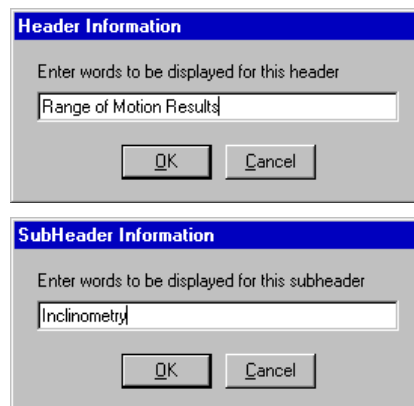 Header Information
Enter words to be displayed for this header
Range of Motion Results
OK Cancel
SubHeader Information
Enter words to be displayed for this subheader
Inclinometry
OK Cancel